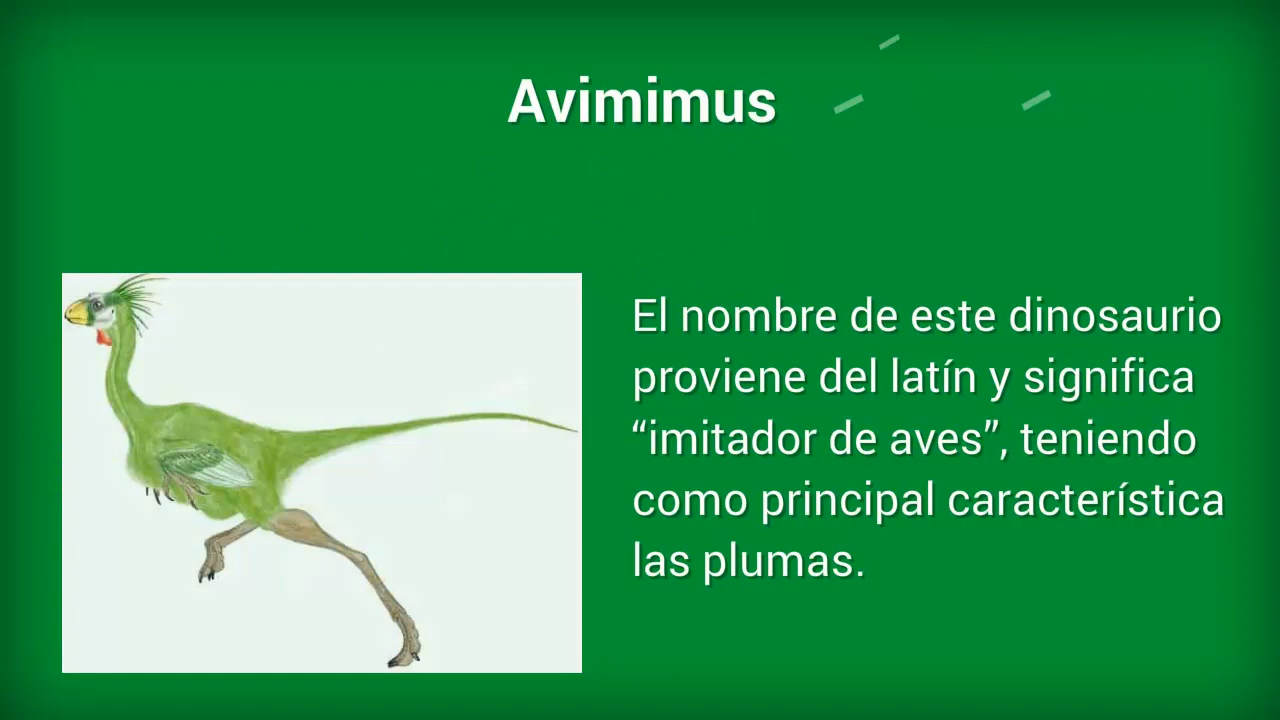 Avimimus
El nombre de este dinosaurio
proviene del latín y significa
“imitador de aves”, teniendo
como principal característica
las plumas.